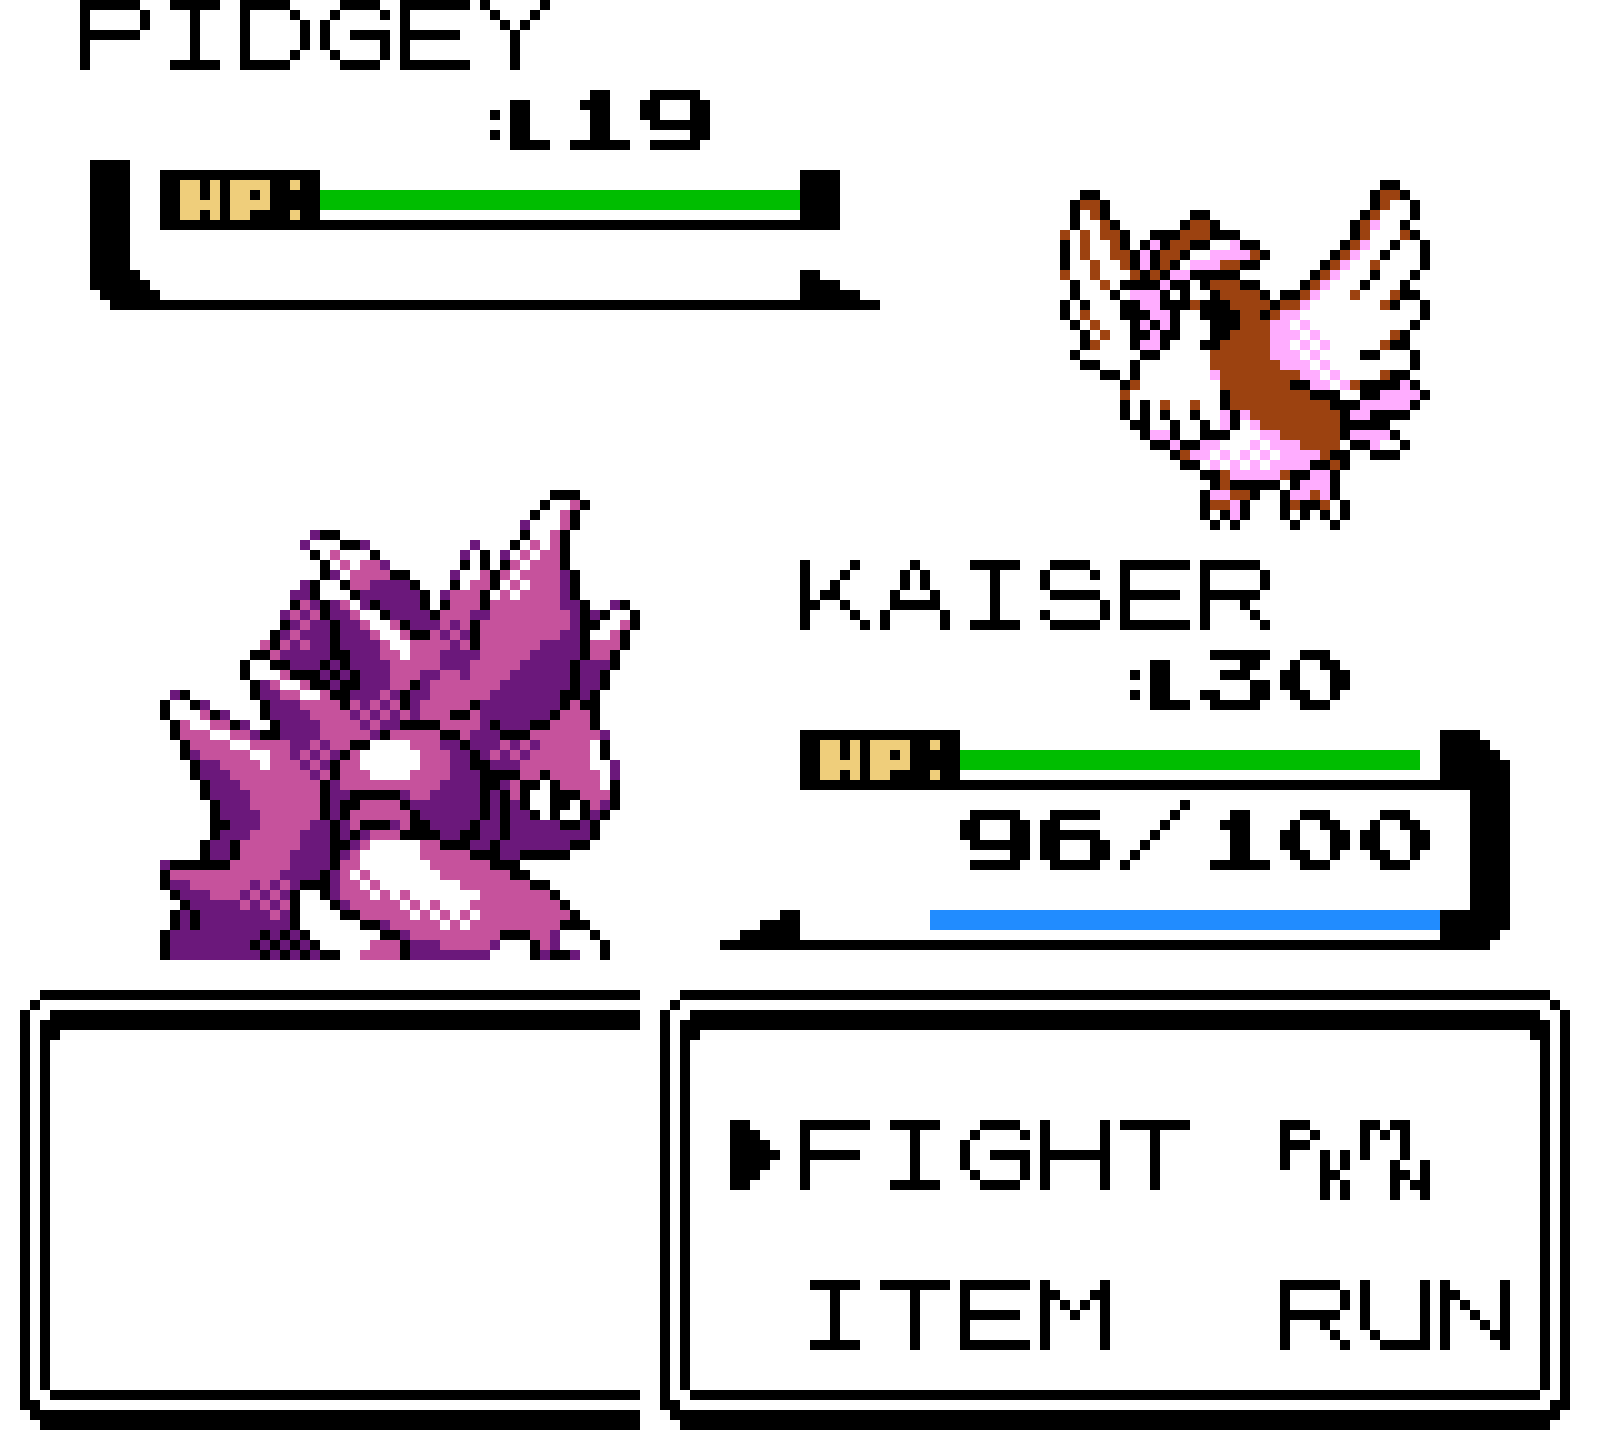 PIDGEY
:L19
HP:
KAISER
:L30
HP:
96/100
▶FIGHT PKMN
ITEM RUN